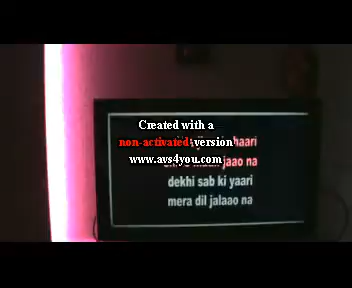 Created with a
non-activated version
www.avs4you.com
haari
jaao na
dekhi sab ki yaari
mera dil jalaao na